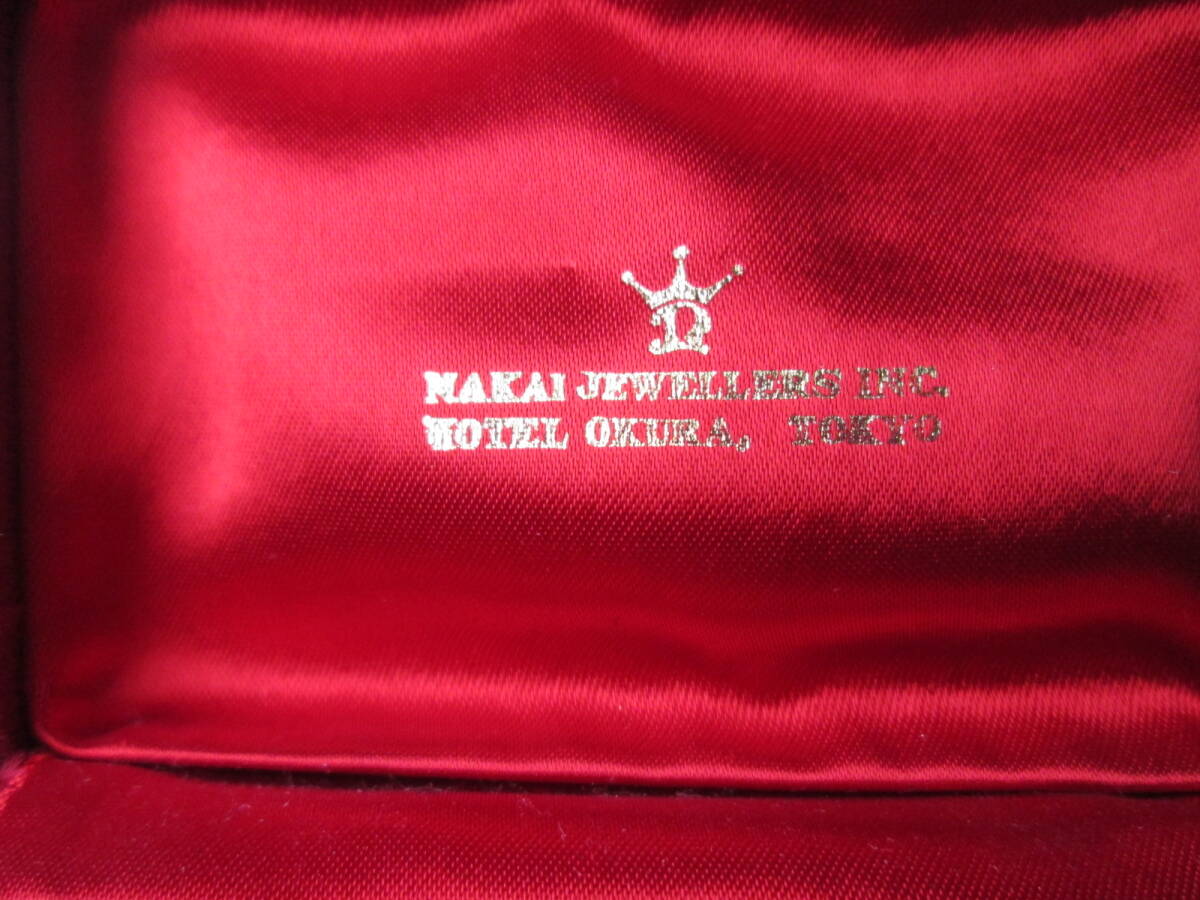 N
NAKAI JEWELLERS INC.
HOTEL OKURA, TOKYO